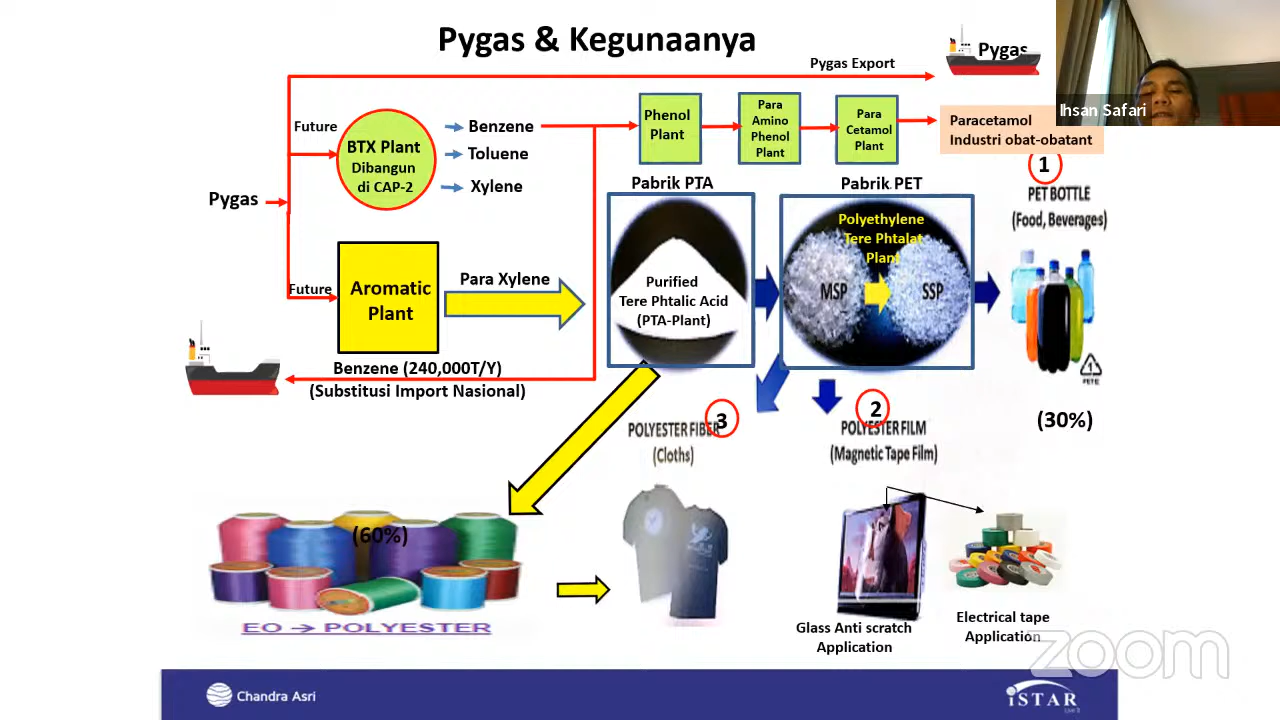 Pygas & Kegunaanya
Pygas Export
Pygas
Ihsan Safari
Future
BTX Plant
Dibangun
di CAP-2
Benzene
Toluene
Xylene
Phenol
Plant
Para
Amino
Phenol
Plant
Para
Cetamol
Plant
Paracetamol
Industri obat-obatant
1
Pygas
Pabrik PTA
Pabrik PET
PET BOTTLE
(Food, Beverages)
Polyethylene
Tere Phtalat
Plant
Future
Aromatic
Plant
Para Xylene
Purified
Tere Phtalic Acid
(PTA-Plant)
MSP
SSP
1
PETE
Benzene (240,000T/Y)
(Substitusi Import Nasional)
3
POLYESTER FIBER
(Cloths)
2
POLYESTER FILM
(Magnetic Tape Film)
(30%)
(60%)
EO → POLYESTER
Glass Anti scratch
Application
Electrical tape
Application
zoom
Chandra Asri
iSTAR